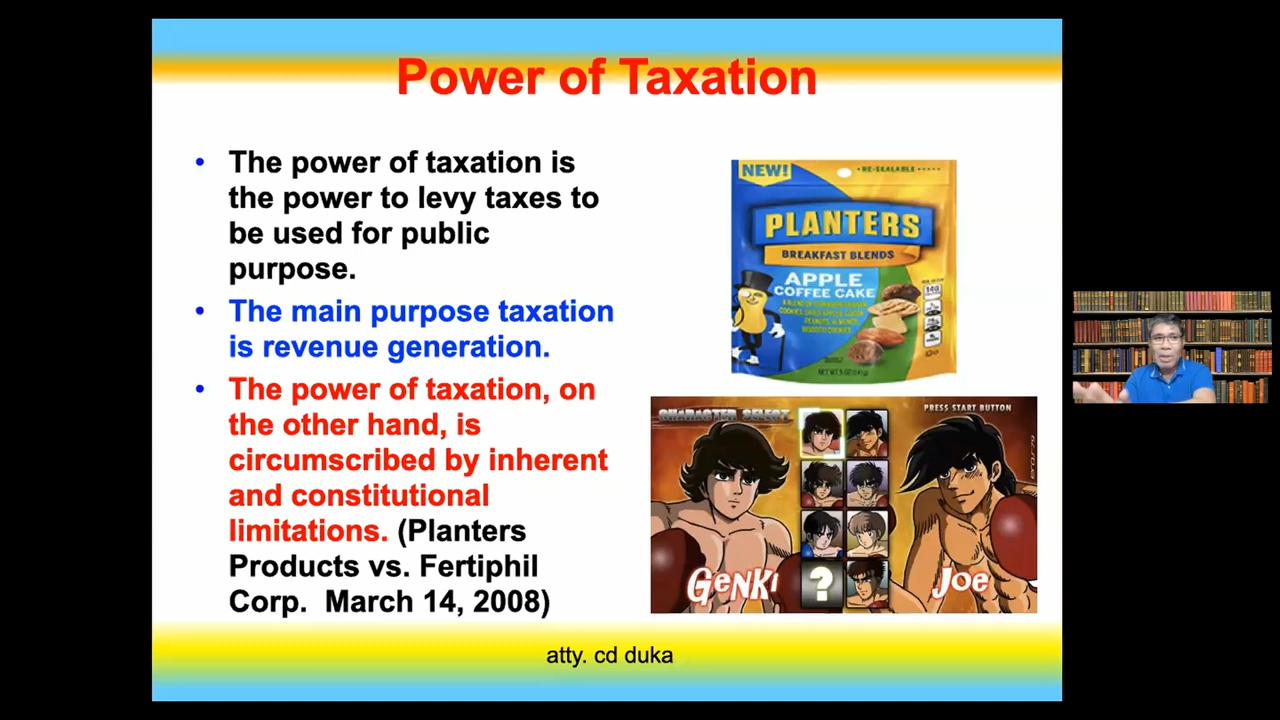 Power of Taxation
• The power of taxation is
the power to levy taxes to
be used for public
purpose.
• The main purpose taxation
is revenue generation.
• The power of taxation, on
the other hand, is
circumscribed by inherent
and constitutional
limitations. (Planters
Products vs. Fertiphil
Corp. March 14, 2008)
NEW!
RE-SEALABLE
PLANTERS
BREAKFAST BLENDS
APPLE
COFFEE CAKE
NET WT 5 OZ (141g)
CHARACTER SELECT
PRESS START BUTTON
GENKI
?
JOE
atty. cd duka